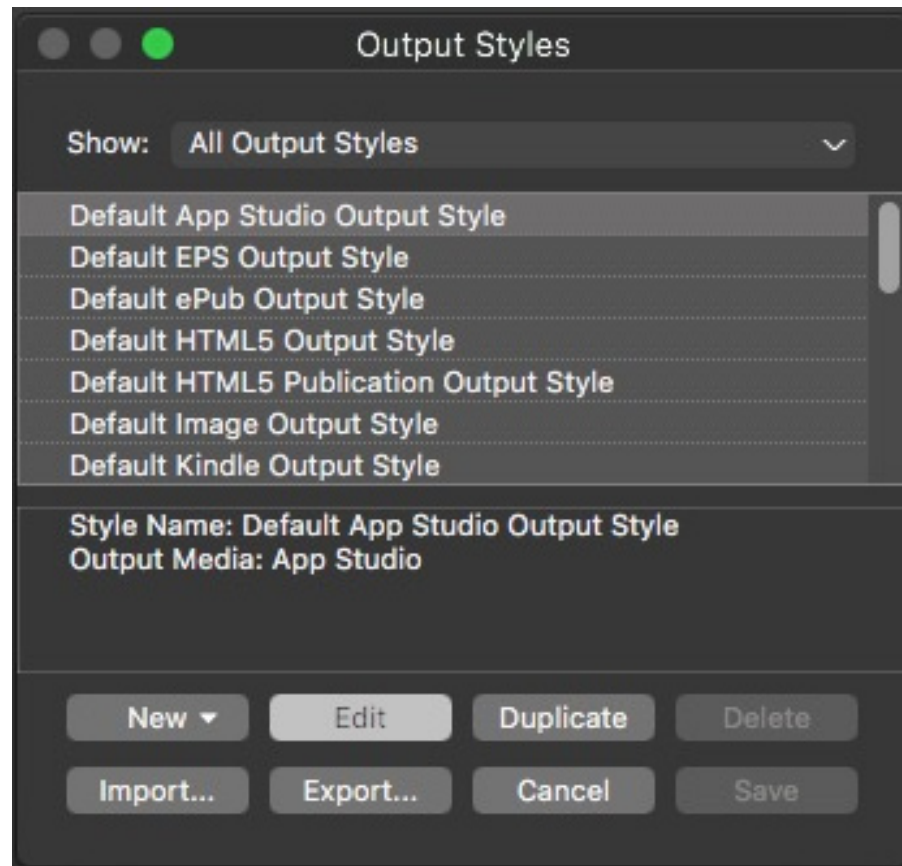 Output Styles
Show: All Output Styles
Default App Studio Output Style
Default EPS Output Style
Default ePub Output Style
Default HTML5 Output Style
Default HTML5 Publication Output Style
Default Image Output Style
Default Kindle Output Style
Style Name: Default App Studio Output Style
Output Media: App Studio
New Edit Duplicate Delete
Import... Export... Cancel Save